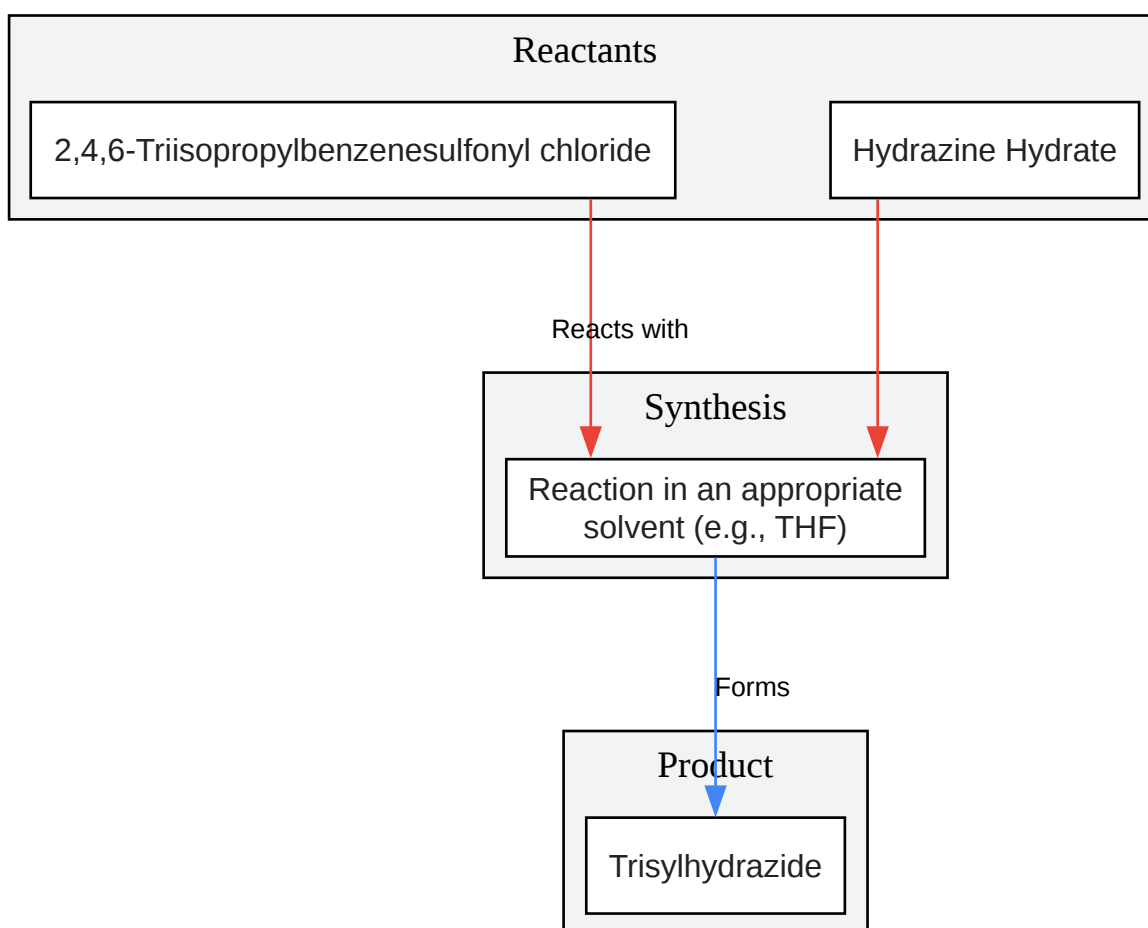 Reactants
2,4,6-Triisopropylbenzenesulfonyl chloride
Hydrazine Hydrate
Reacts with
Synthesis
Reaction in an appropriate
solvent (e.g., THF)
Forms
Product
Trisylhydrazide